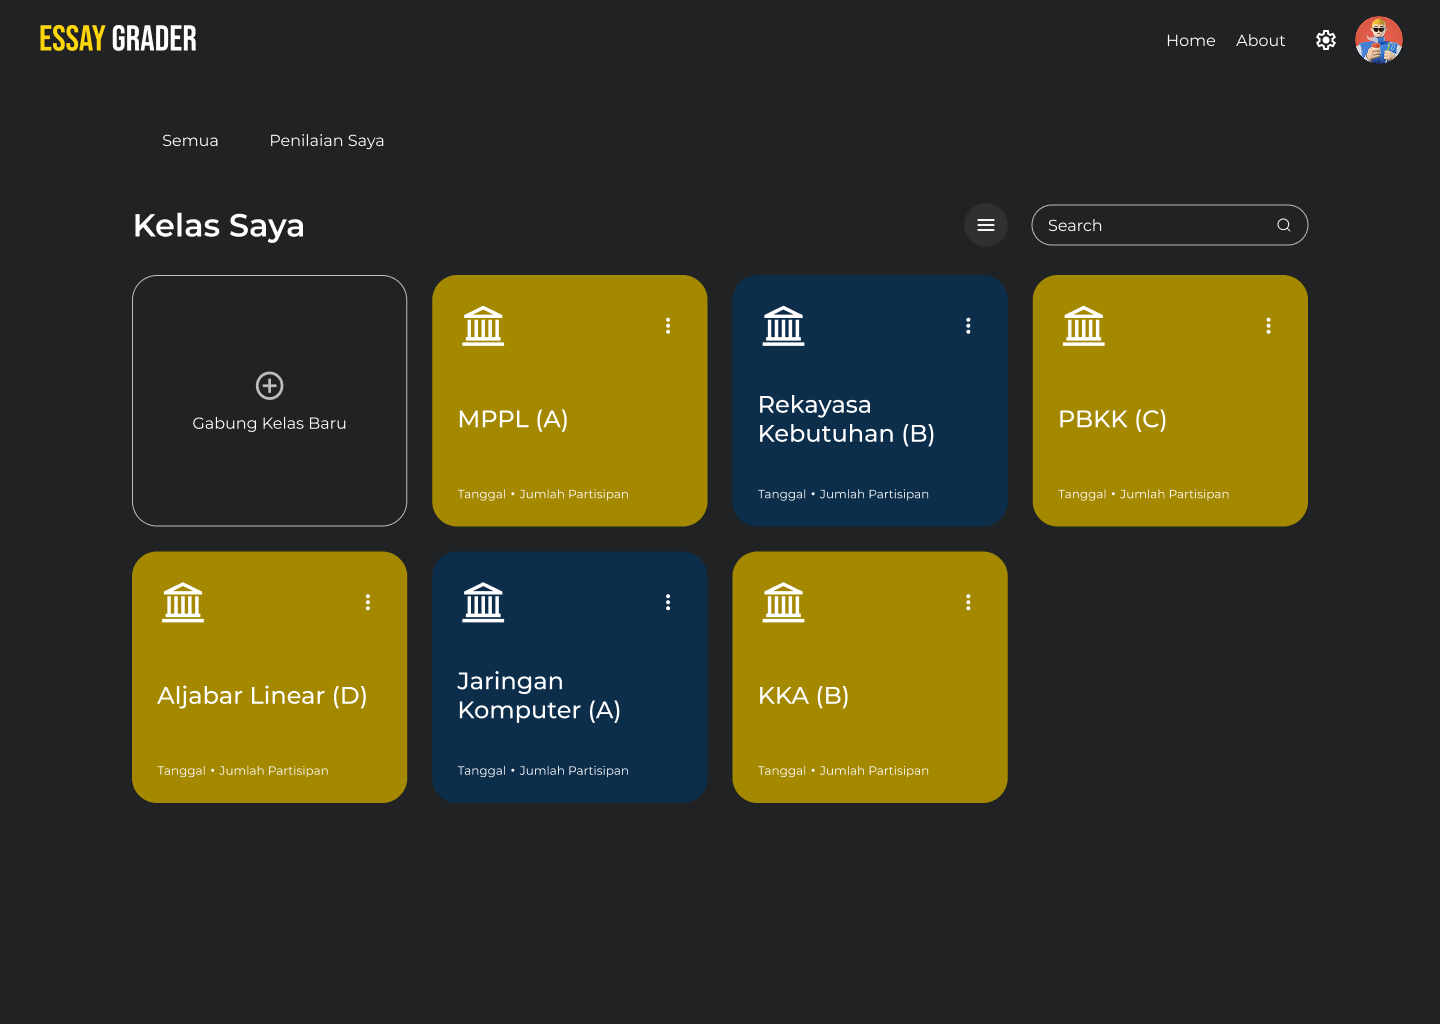 ESSAY GRADER
Home About
Semua Penilaian Saya
Kelas Saya
Search
Gabung Kelas Baru
MPPL (A)
Tanggal • Jumlah Partisipan
Rekayasa
Kebutuhan (B)
Tanggal • Jumlah Partisipan
PBKK (C)
Tanggal • Jumlah Partisipan
Aljabar Linear (D)
Tanggal • Jumlah Partisipan
Jaringan
Komputer (A)
Tanggal • Jumlah Partisipan
KKA (B)
Tanggal • Jumlah Partisipan